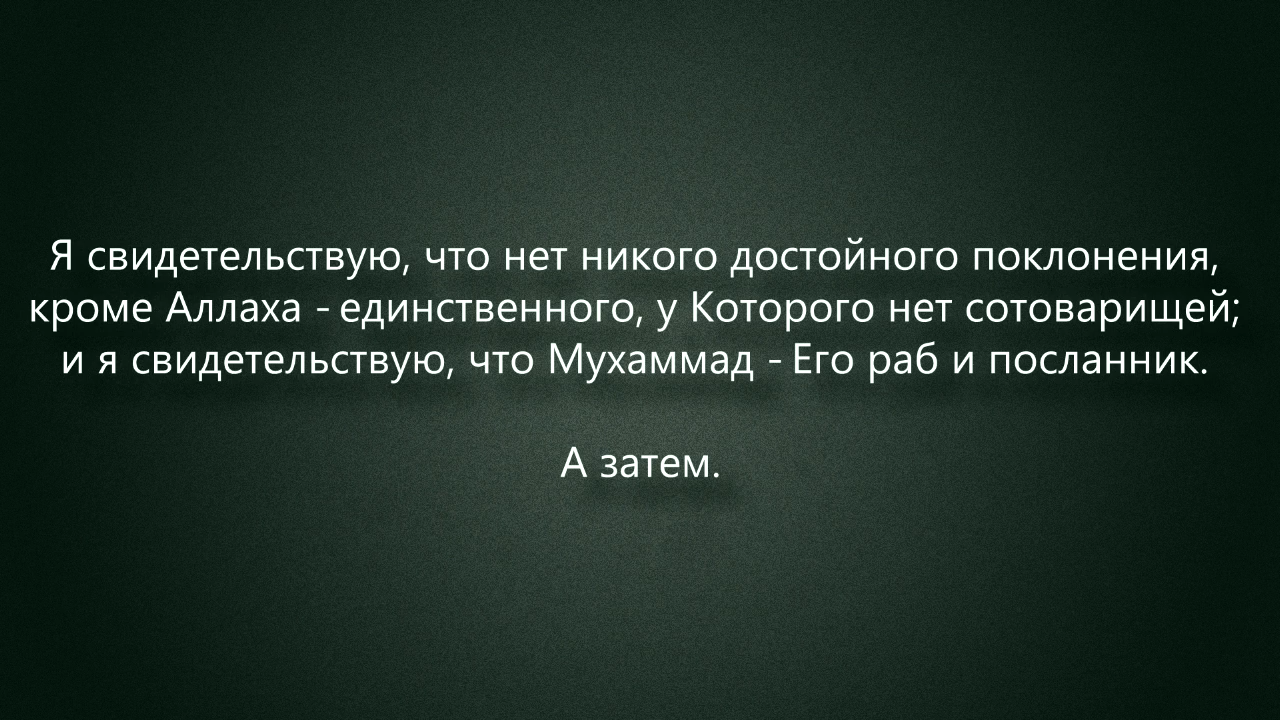 Я свидетельствую, что нет никого достойного поклонения,
кроме Аллаха - единственного, у Которого нет сотоварищей;
и я свидетельствую, что Мухаммад - Его раб и посланник.
А затем.